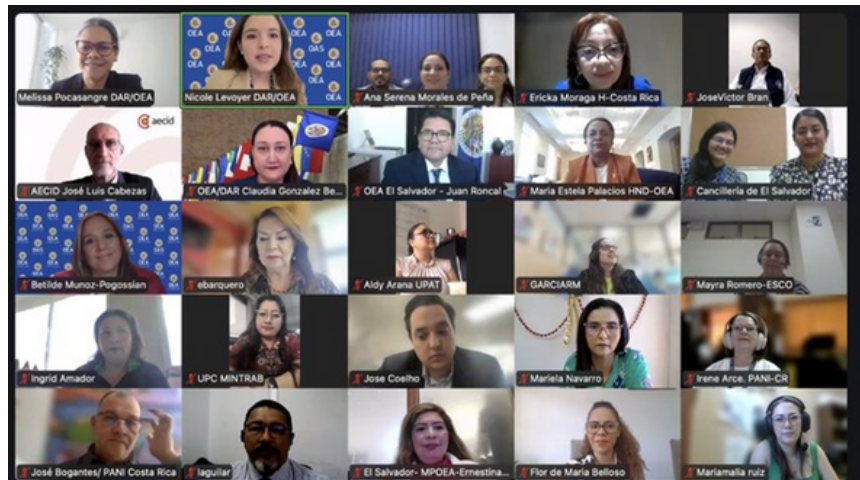 Melissa Pocasangre DAR/OEA
Nicole Levoyer DAR/OEA
Ana Serena Morales de Peña
Ericka Moraga H-Costa Rica
JoseVictor Bran
aecid
AECID José Luis Cabezas
OEA/DAR Claudia Gonzalez Be...
OEA El Salvador - Juan Roncal
Maria Estela Palacios HND-OEA
Cancillería de El Salvador
OEA
OAS
Betilde Munoz-Pogossian
ebarquero
Aldy Arana UPAT
GARCIARM
Mayra Romero-ESCO
Ingrid Amador
UPC MINTRAB
Jose Coelho
Mariela Navarro
Irene Arce. PANI-CR
José Bogantes/ PANI Costa Rica
laguilar
El Salvador- MPOEA-Ernestina...
Flor de Maria Belloso
Mariamalia ruiz